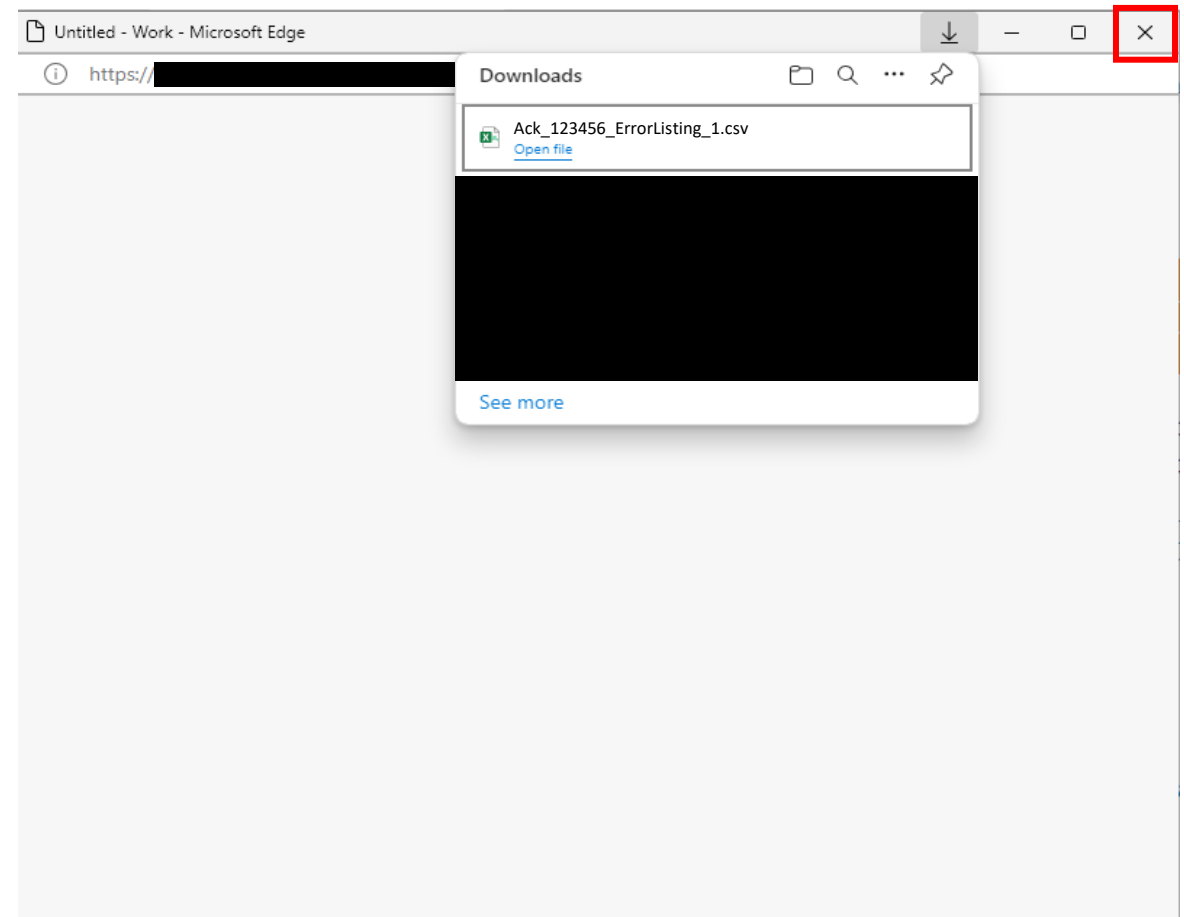 Untitled - Work - Microsoft Edge
https://
Downloads
Ack_123456_ErrorListing_1.csv
Open file
See more